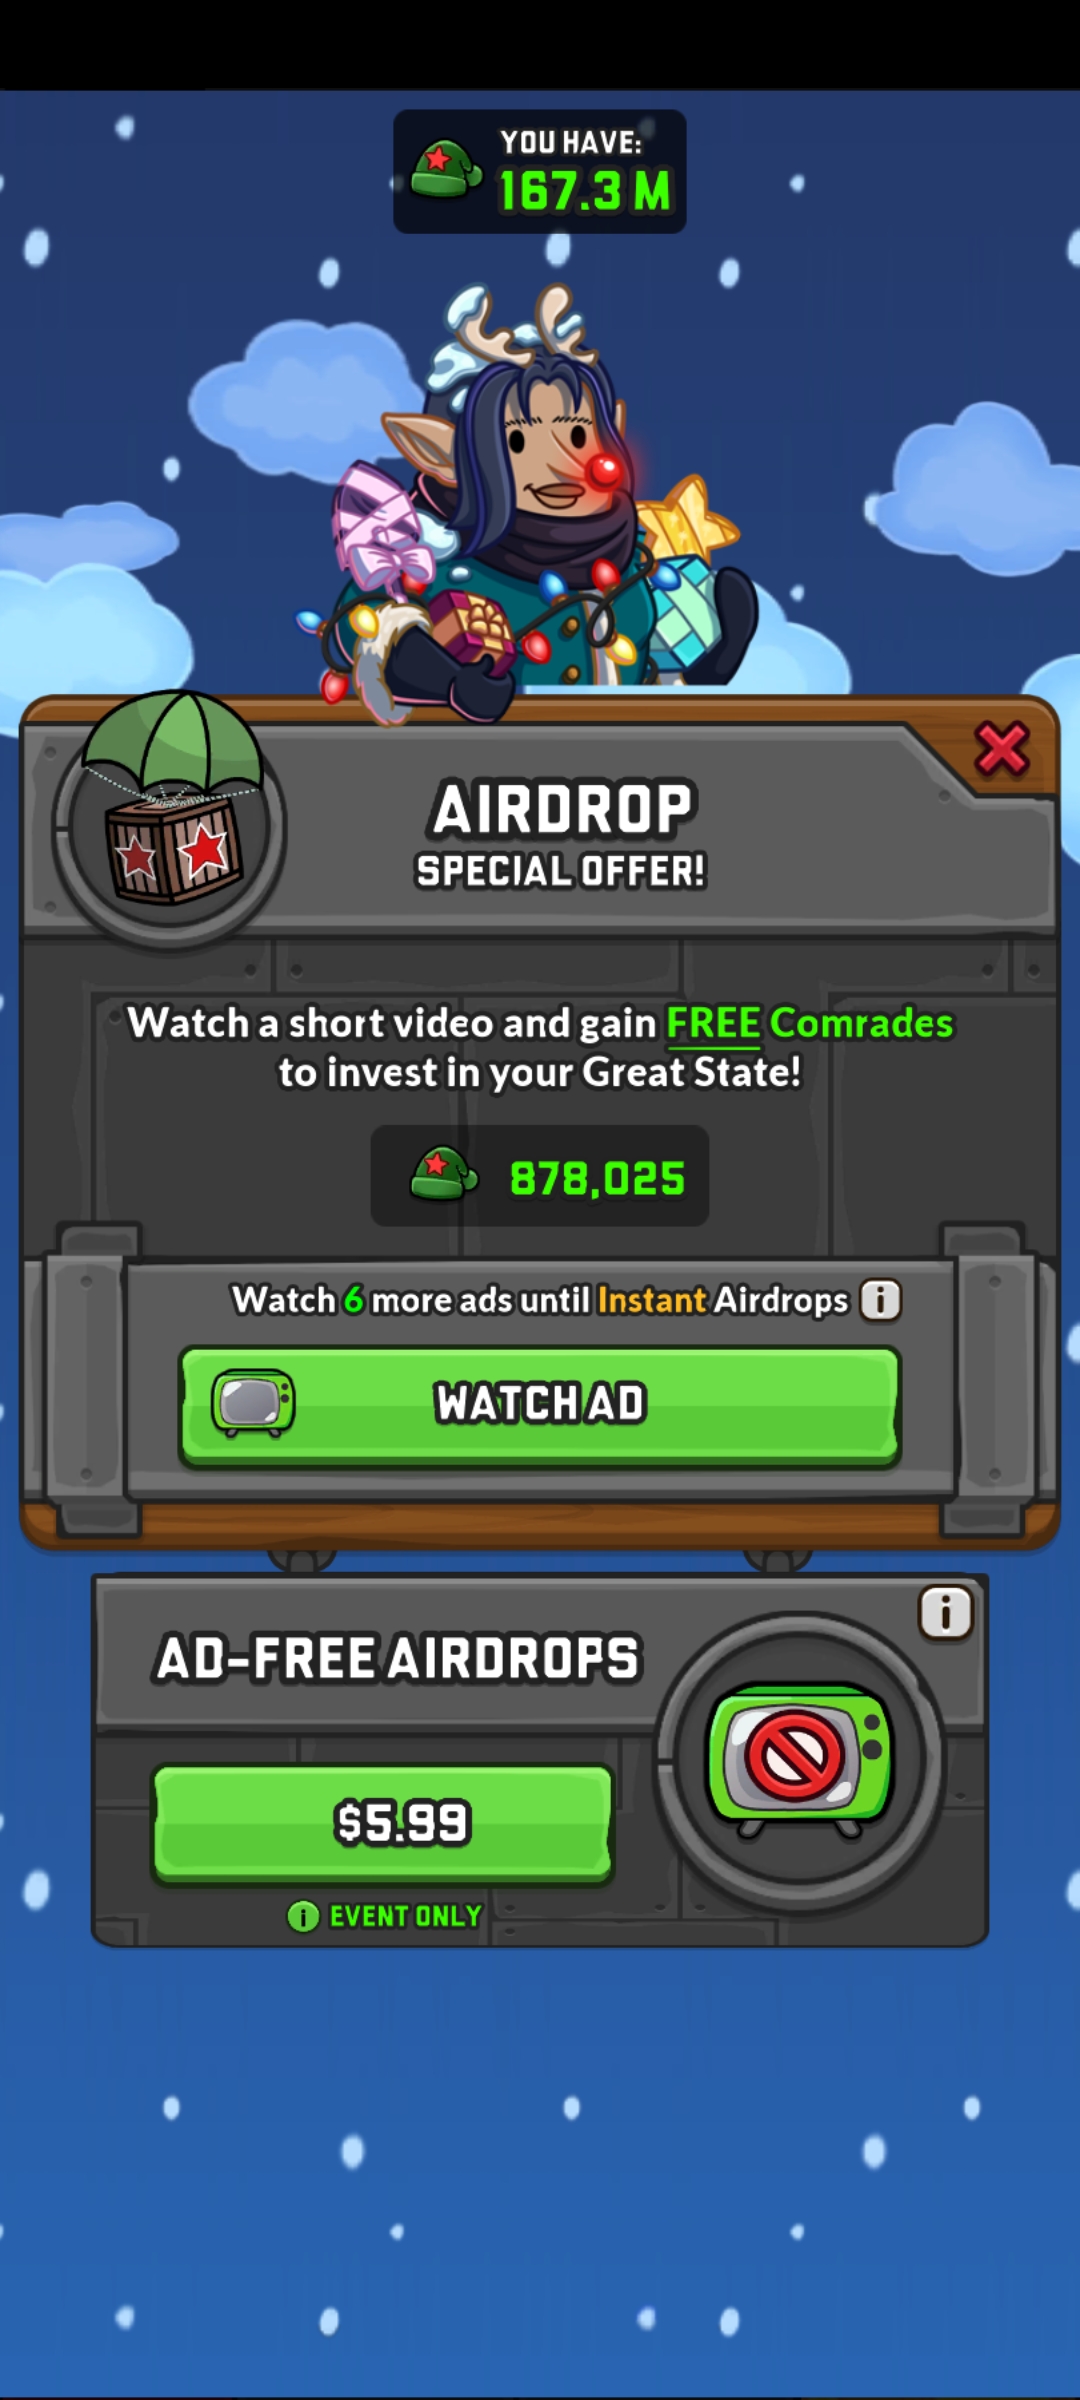 YOU HAVE:
167.3 M
AIRDROP
SPECIAL OFFER!
Watch a short video and gain FREE Comrades
to invest in your Great State!
878,025
Watch 6 more ads until Instant Airdrops i
WATCH AD
AD-FREE AIRDROPS
i
$5.99
i EVENT ONLY